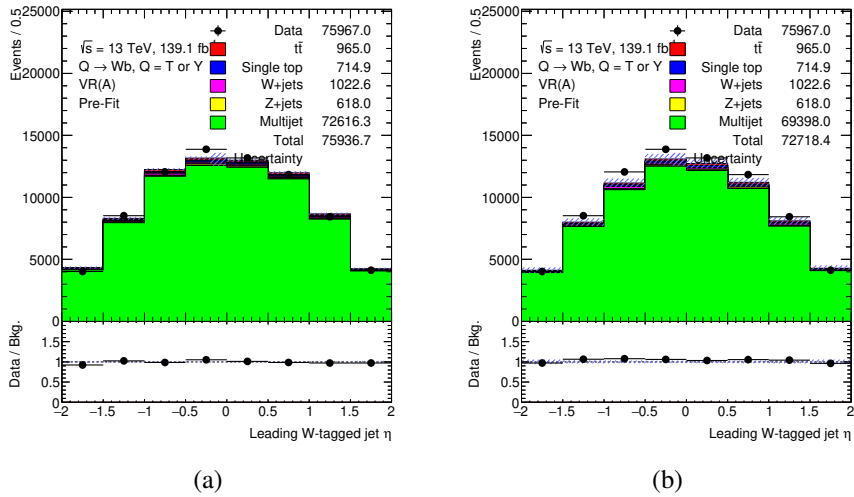 Events / 0.5
25000
20000
15000
10000
5000
0
√s = 13 TeV, 139.1 fb
Q → Wb, Q = T or Y
VR(A)
Pre-Fit
Data 75967.0
tt̄ 965.0
Single top 714.9
W+jets 1022.6
Z+jets 618.0
Multijet 72616.3
Total 75936.7
Uncertainty
Data / Bkg.
1.5
1
0.5
0
−2 −1.5 −1 −0.5 0 0.5 1 1.5 2
Leading W-tagged jet η
(a)
Events / 0.5
25000
20000
15000
10000
5000
0
√s = 13 TeV, 139.1 fb
Q → Wb, Q = T or Y
VR(A)
Pre-Fit
Data 75967.0
tt̄ 965.0
Single top 714.9
W+jets 1022.6
Z+jets 618.0
Multijet 69398.0
Total 72718.4
Uncertainty
Data / Bkg.
1.5
1
0.5
0
−2 −1.5 −1 −0.5 0 0.5 1 1.5 2
Leading W-tagged jet η
(b)